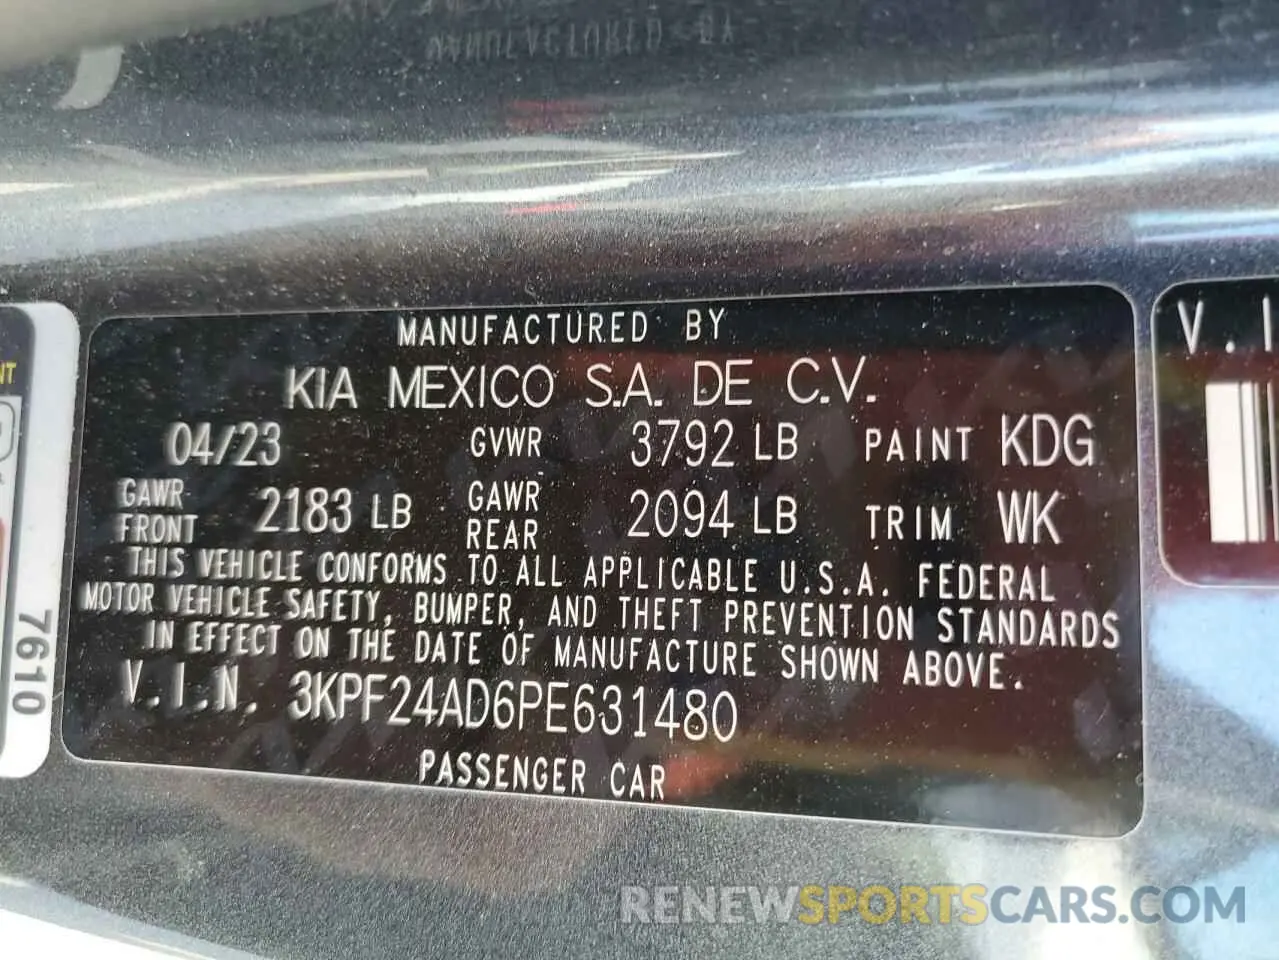 MANUFACTURED BY
KIA MEXICO S.A. DE C.V.
04/23 GVWR 3792 LB PAINT KDG
GAWR FRONT 2183 LB GAWR REAR 2094 LB TRIM WK
THIS VEHICLE CONFORMS TO ALL APPLICABLE U.S.A. FEDERAL
MOTOR VEHICLE SAFETY, BUMPER, AND THEFT PREVENTION STANDARDS
IN EFFECT ON THE DATE OF MANUFACTURE SHOWN ABOVE.
V.I.N. 3KPF24AD6PE631480
PASSENGER CAR
7610
V.I
RENEWSPORTSCARS.COM